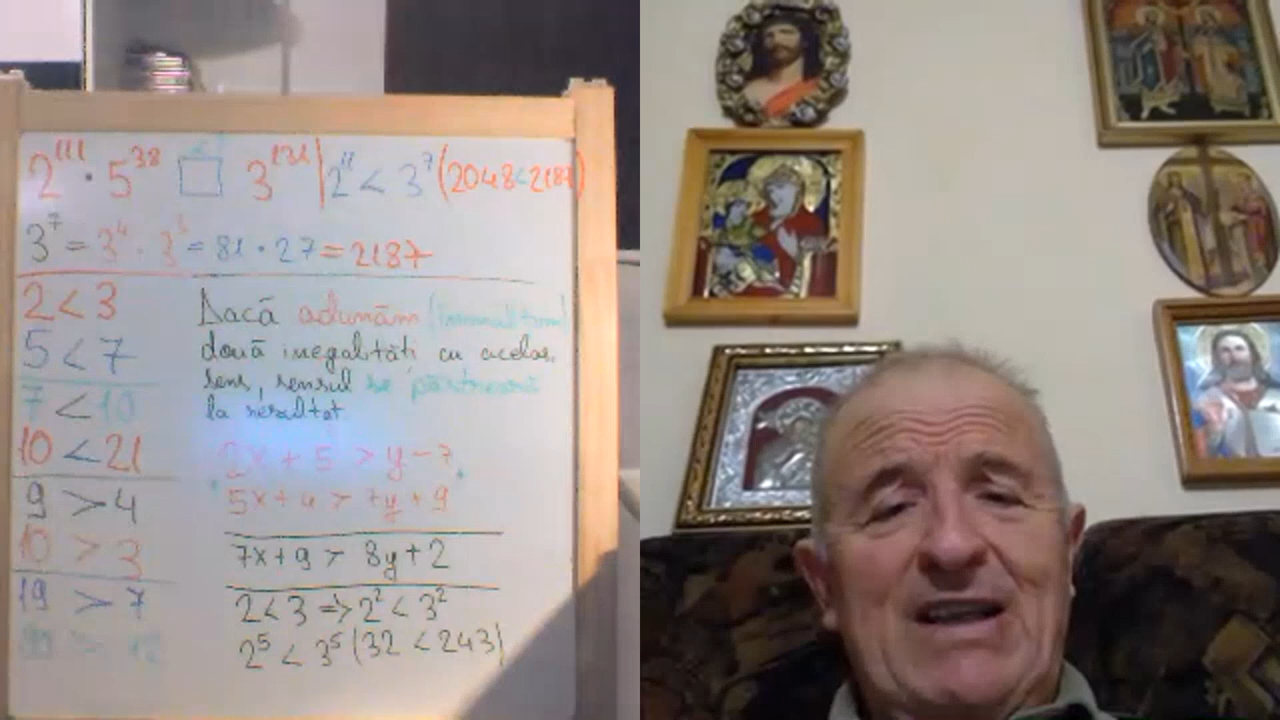 2¹¹¹ · 5³⁸ □ 3¹³¹ | 2¹¹ < 3⁷ (2048 < 2187)
3⁷ = 3⁴ · 3³ = 81 · 27 = 2187
2 < 3
5 < 7
7 < 10
10 < 21
9 > 4
10 > 3
19 > 7
90 > 12
Dacă adunăm (înmulțim)
două inegalități cu același
sens, sensul se păstrează
la rezultat
2x + 5 > y - 7
5x + 4 > 7y + 9
7x + 9 > 8y + 2
2 < 3 => 2² < 3²
2⁵ < 3⁵ (32 < 243)